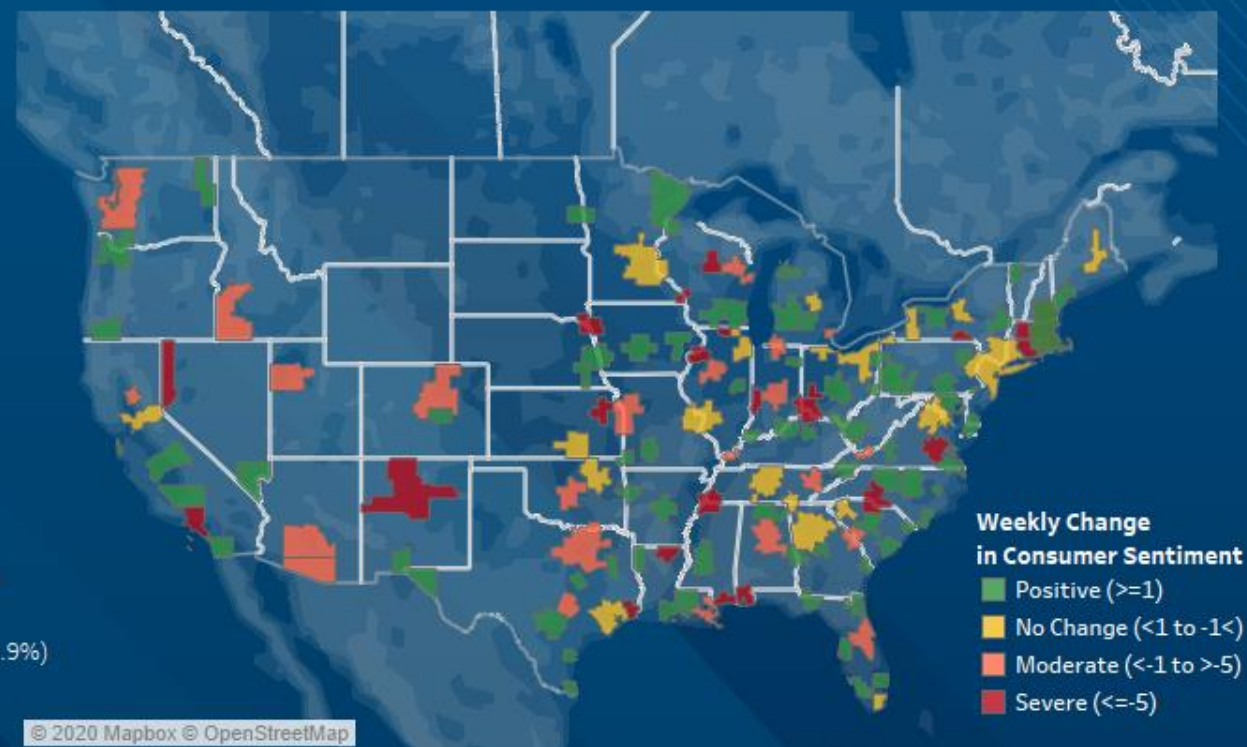 Weekly Change
in Consumer Sentiment
Positive (>=1)
No Change (<1 to -1<)
Moderate (<-1 to >-5)
Severe (<=-5)
.9%)
© 2020 Mapbox © OpenStreetMap